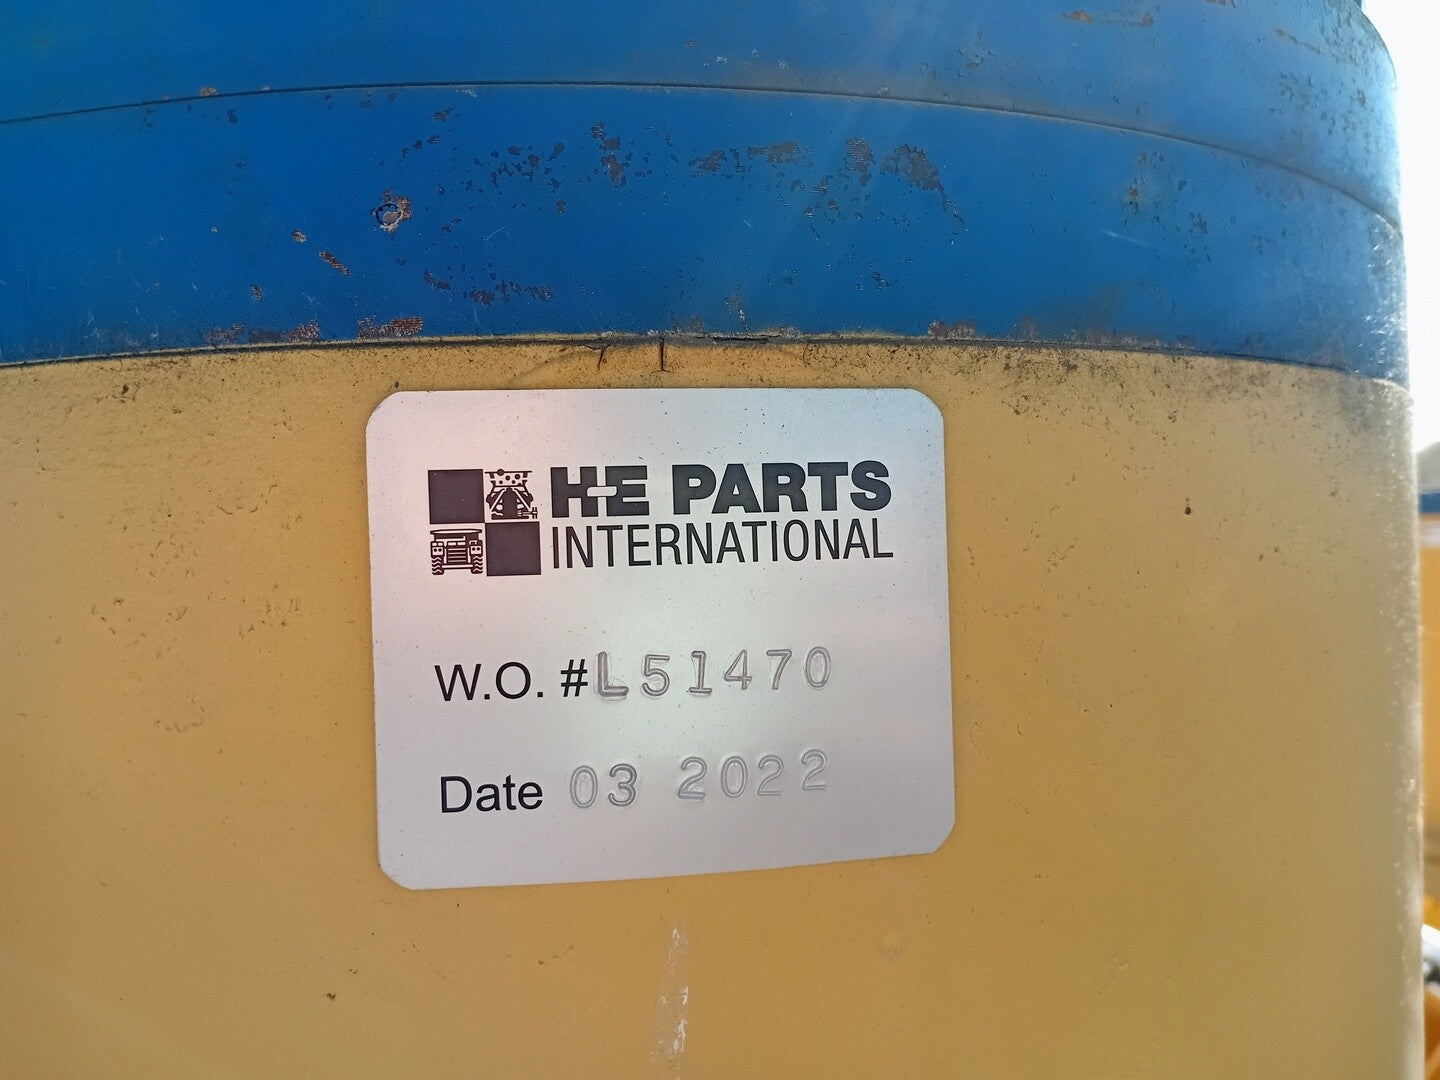 H-E PARTS
INTERNATIONAL
W.O. #L51470
Date 03 2022